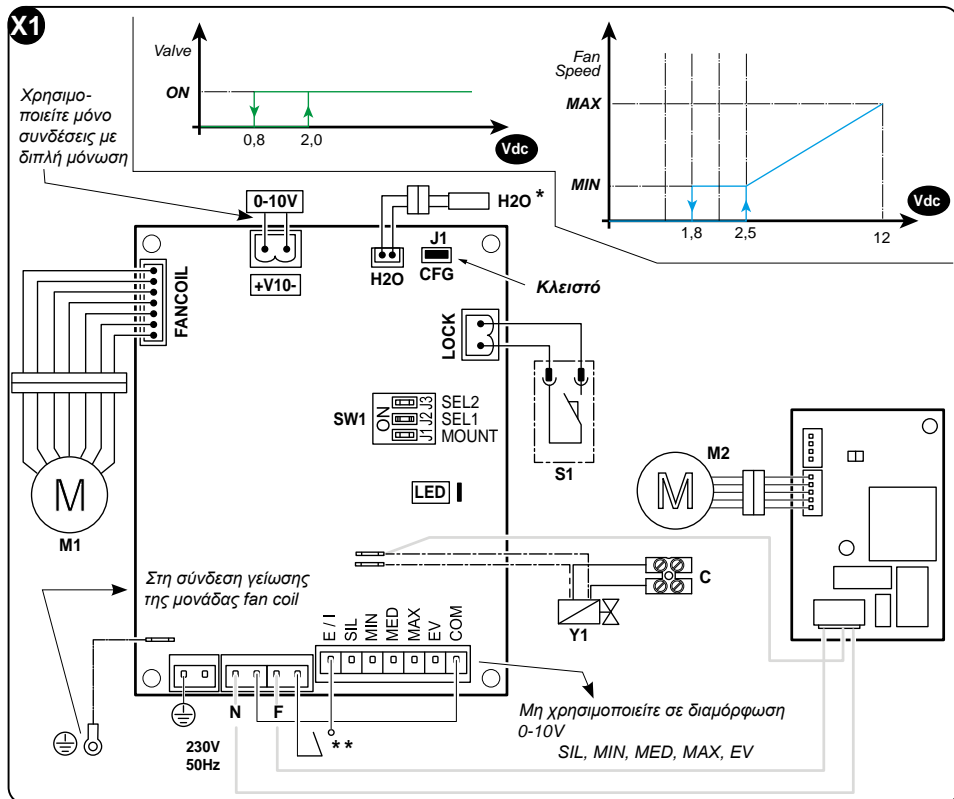 X1
Valve
ON
0,8
2,0
Vdc
Fan
Speed
MAX
MIN
1,8
2,5
12
Vdc
Χρησιμο-
ποιείτε μόνο
συνδέσεις με
διπλή μόνωση
0-10V
+V10-
H2O *
H2O
J1
CFG
Κλειστό
FANCOIL
LOCK
SW1
ON
J3 SEL2
J2 SEL1
J1 MOUNT
S1
M
M1
LED
M
M2
C
Y1
Στη σύνδεση γείωσης
της μονάδας fan coil
E / I
SIL
MIN
MED
MAX
EV
COM
N
F
230V
50Hz
* *
Μη χρησιμοποιείτε σε διαμόρφωση
0-10V
SIL, MIN, MED, MAX, EV